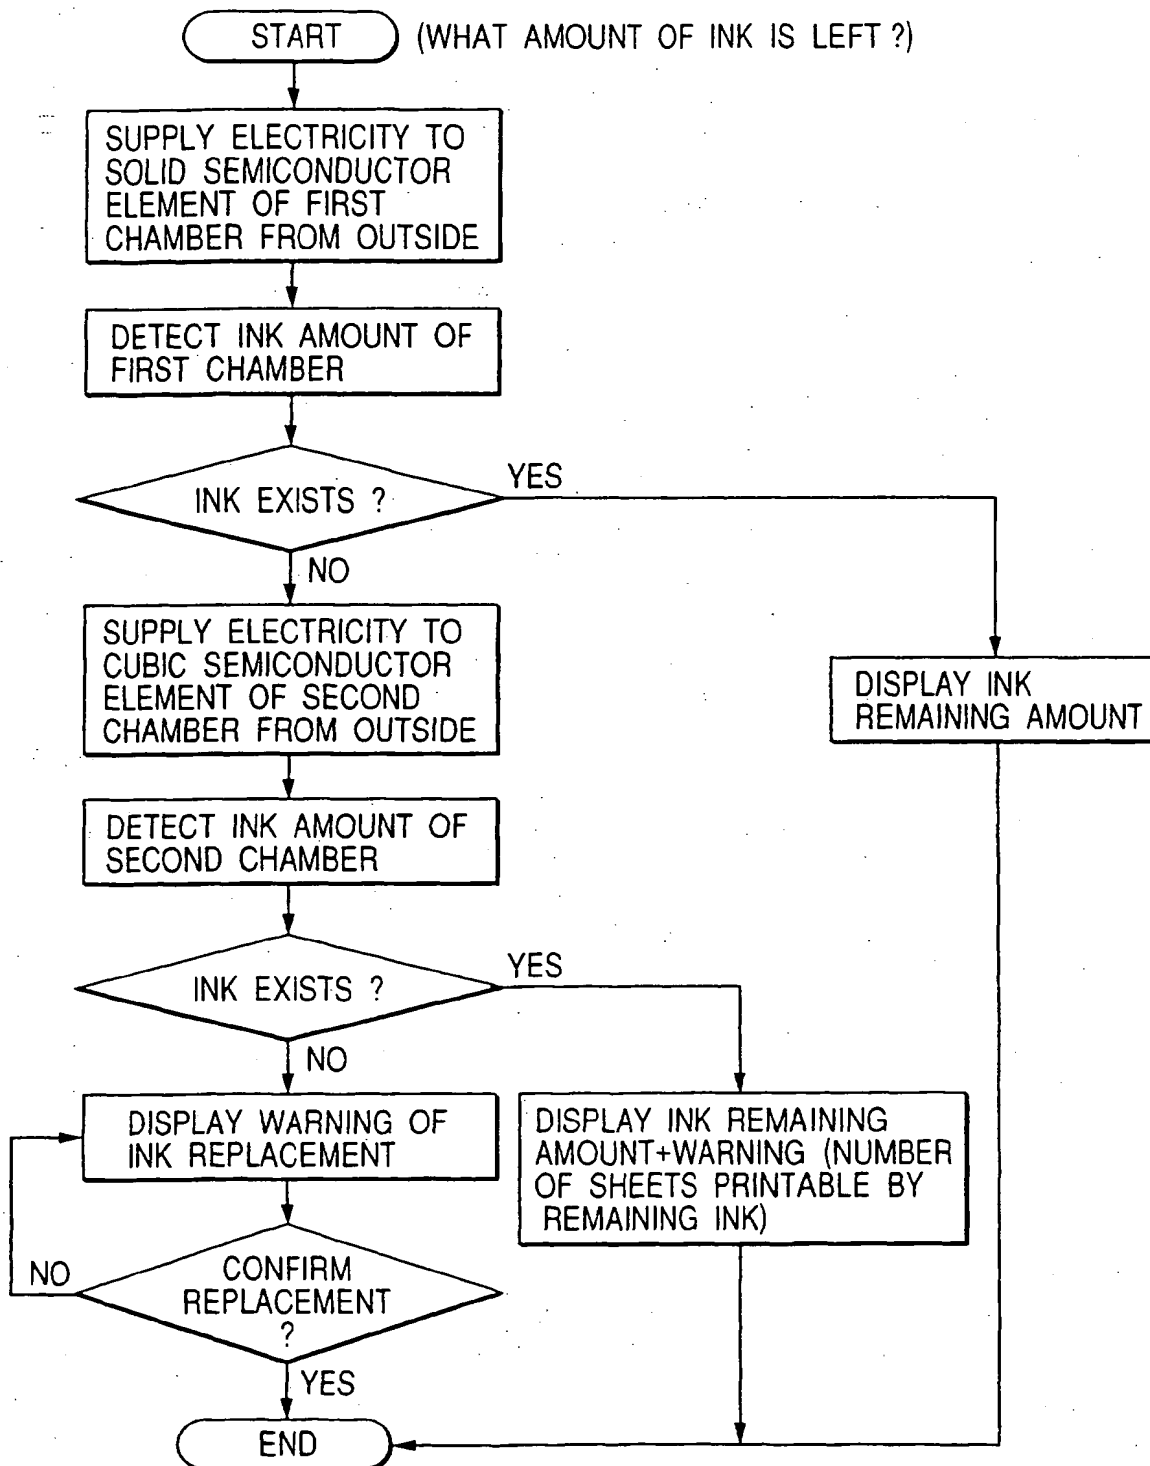 START (WHAT AMOUNT OF INK IS LEFT ?)
SUPPLY ELECTRICITY TO
SOLID SEMICONDUCTOR
ELEMENT OF FIRST
CHAMBER FROM OUTSIDE
DETECT INK AMOUNT OF
FIRST CHAMBER
INK EXISTS ?
YES
NO
SUPPLY ELECTRICITY TO
CUBIC SEMICONDUCTOR
ELEMENT OF SECOND
CHAMBER FROM OUTSIDE
DISPLAY INK
REMAINING AMOUNT
DETECT INK AMOUNT OF
SECOND CHAMBER
INK EXISTS ?
YES
NO
DISPLAY WARNING OF
INK REPLACEMENT
DISPLAY INK REMAINING
AMOUNT+WARNING (NUMBER
OF SHEETS PRINTABLE BY
REMAINING INK)
CONFIRM
REPLACEMENT
?
NO
YES
END